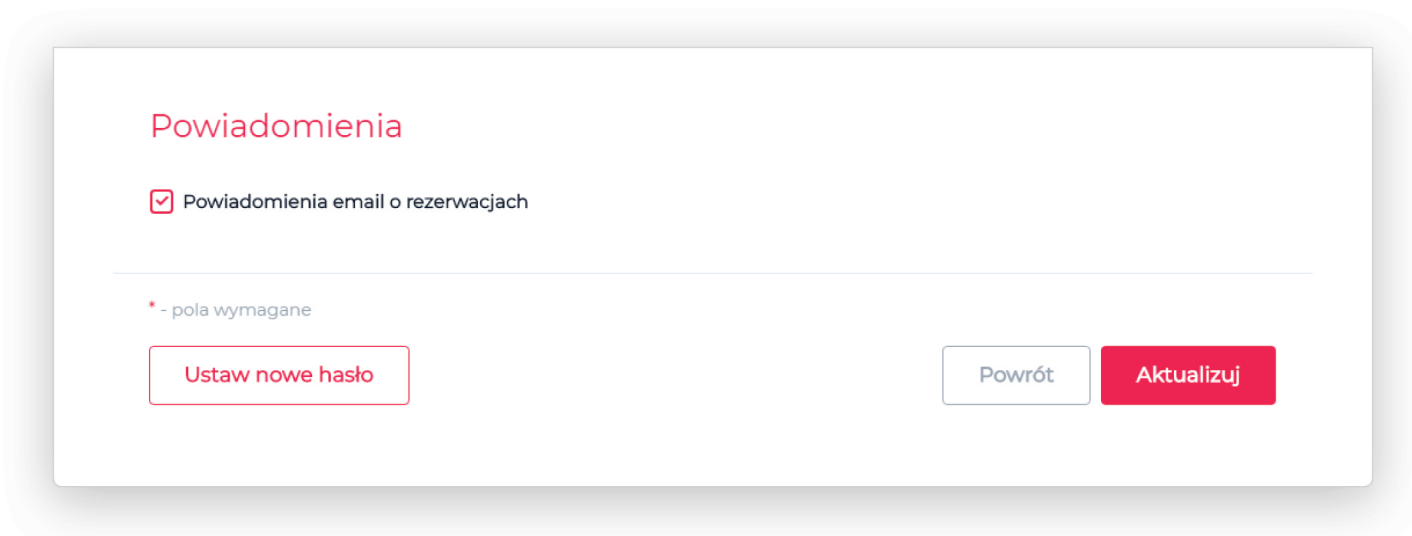 Powiadomienia
Powiadomienia email o rezerwacjach
* - pola wymagane
Ustaw nowe hasło
Powrót
Aktualizuj